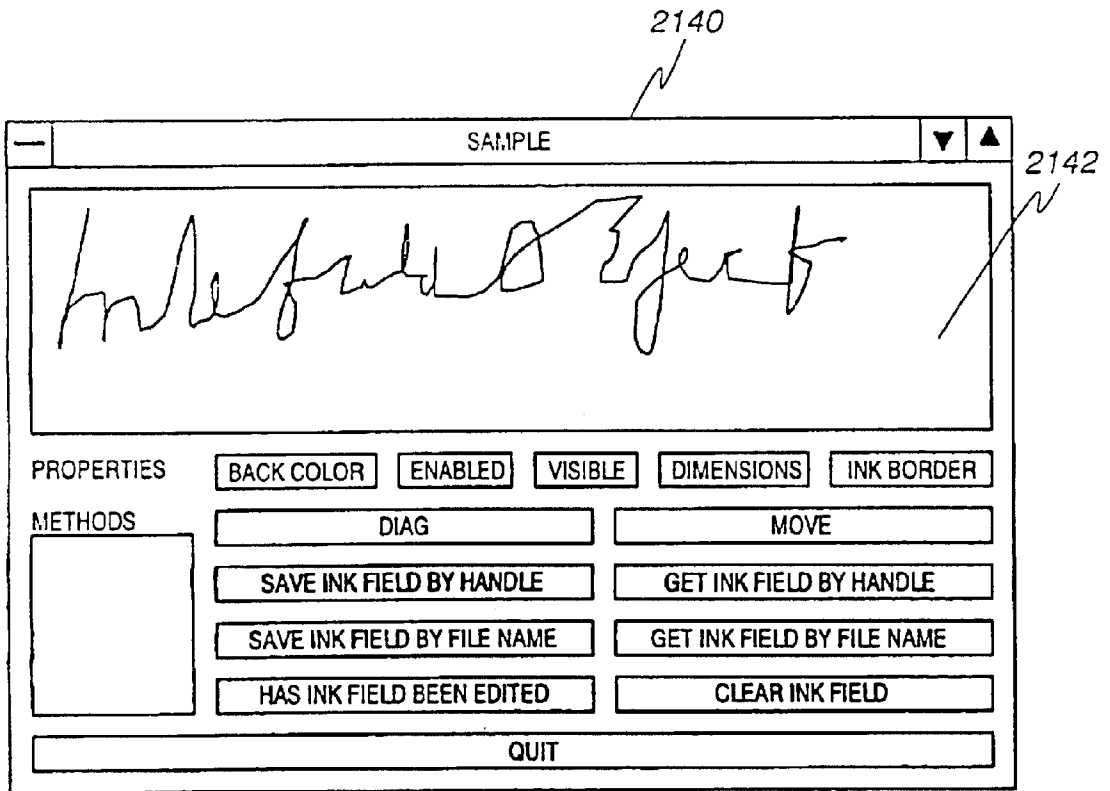 2140
SAMPLE
2142
PROPERTIES BACK COLOR ENABLED VISIBLE DIMENSIONS INK BORDER
METHODS DIAG MOVE
SAVE INK FIELD BY HANDLE GET INK FIELD BY HANDLE
SAVE INK FIELD BY FILE NAME GET INK FIELD BY FILE NAME
HAS INK FIELD BEEN EDITED CLEAR INK FIELD
QUIT